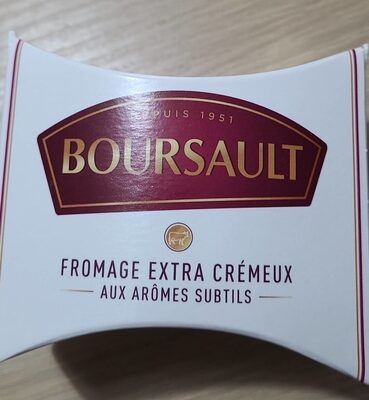 DEPUIS 1951
BOURSAULT
FROMAGE EXTRA CRÉMEUX
AUX ARÔMES SUBTILS